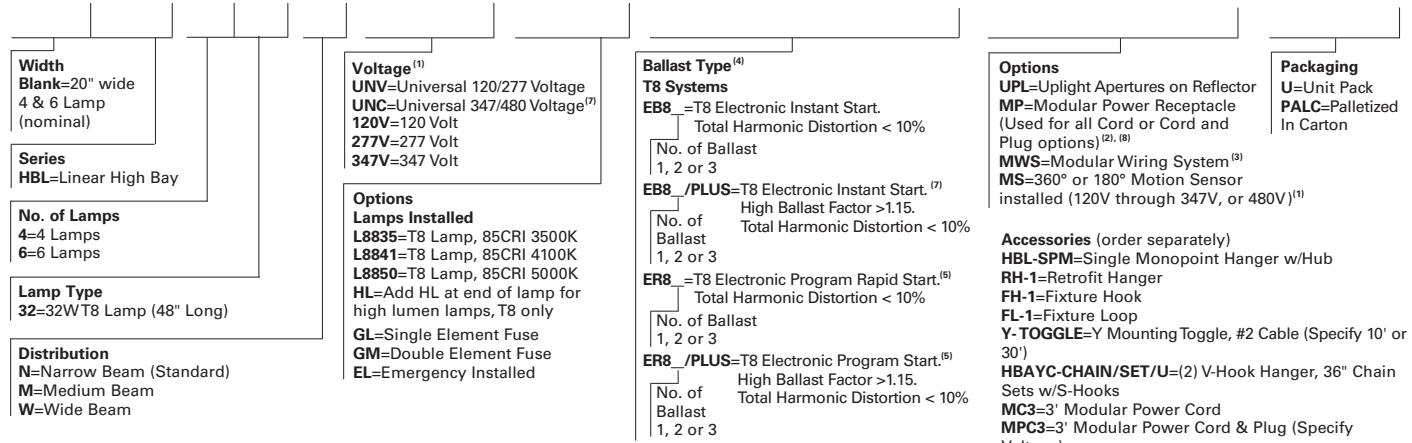 Width
Blank=20" wide
4 & 6 Lamp
(nominal)
Series
HBL=Linear High Bay
No. of Lamps
4=4 Lamps
6=6 Lamps
Lamp Type
32=32W T8 Lamp (48" Long)
Distribution
N=Narrow Beam (Standard)
M=Medium Beam
W=Wide Beam
Voltage (1)
UNV=Universal 120/277 Voltage
UNC=Universal 347/480 Voltage(7)
120V=120 Volt
277V=277 Volt
347V=347 Volt
Options
Lamps Installed
L8835=T8 Lamp, 85CRI 3500K
L8841=T8 Lamp, 85CRI 4100K
L8850=T8 Lamp, 85CRI 5000K
HL=Add HL at end of lamp for
high lumen lamps, T8 only
GL=Single Element Fuse
GM=Double Element Fuse
EL=Emergency Installed
Ballast Type(4)
T8 Systems
EB8_=T8 Electronic Instant Start.
Total Harmonic Distortion < 10%
No. of Ballast
1, 2 or 3
EB8_/PLUS=T8 Electronic Instant Start. (7)
High Ballast Factor >1.15.
Total Harmonic Distortion < 10%
No. of
Ballast
1, 2 or 3
ER8_=T8 Electronic Program Rapid Start.(5)
Total Harmonic Distortion < 10%
No. of Ballast
1, 2 or 3
ER8_/PLUS=T8 Electronic Program Start.(5)
High Ballast Factor >1.15.
Total Harmonic Distortion < 10%
No. of
Ballast
1, 2 or 3
Options
UPL=Uplight Apertures on Reflector
MP=Modular Power Receptacle
(Used for all Cord or Cord and
Plug options) (2), (8)
MWS=Modular Wiring System (3)
MS=360° or 180° Motion Sensor
installed (120V through 347V, or 480V)(1)
Packaging
U=Unit Pack
PALC=Palletized
In Carton
Accessories (order separately)
HBL-SPM=Single Monopoint Hanger w/Hub
RH-1=Retrofit Hanger
FH-1=Fixture Hook
FL-1=Fixture Loop
Y-TOGGLE=Y Mounting Toggle, #2 Cable (Specify 10' or
30')
HBAYC-CHAIN/SET/U=(2) V-Hook Hanger, 36" Chain
Sets w/S-Hooks
MC3=3' Modular Power Cord
MPC3=3' Modular Power Cord & Plug (Specify